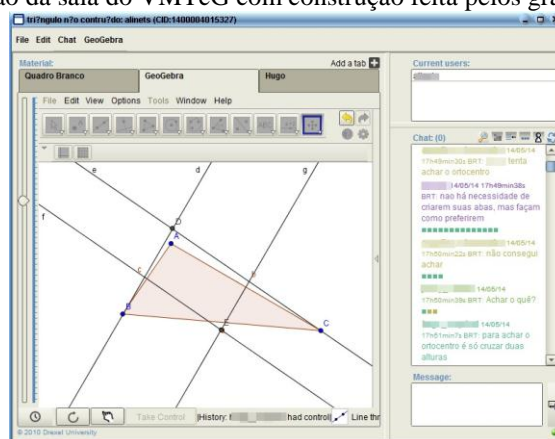 ão da sala do VMTcG com construção feita pelos gra
tri?ngulo n?o contru?do: alinets (CID:1400004015327)
File Edit Chat GeoGebra
Material:
Add a tab
Quadro Branco
GeoGebra
Hugo
File Edit View Options Tools Window Help
e
d
g
f
D
A
c
b
B
E
C
Take Control
History:
had control
Line thr
© 2010 Drexel University
Current users:
Chat: (0)
14/05/14
17h49min30s BRT: tenta
achar o ortocentro
14/05/14 17h49min38s
BRT: nao há necessidade de
criarem suas abas, mas façam
como preferirem
14/05/14
17h50min22s BRT: não consegui
achar
14/05/14
17h50min39s BRT: Achar o quê?
14/05/14
17h51min7s BRT: para achar o
ortocentro é só cruzar duas
alturas
Message: